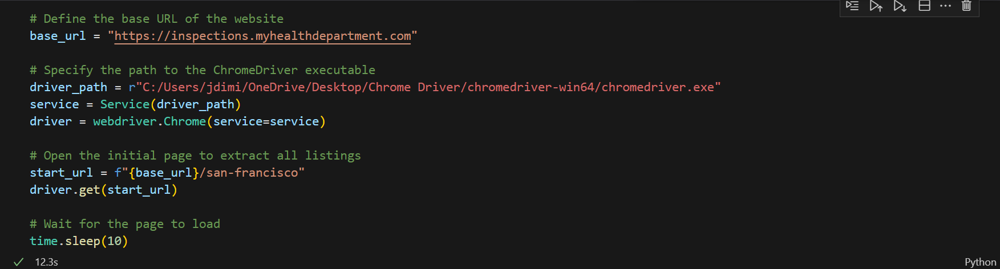 # Define the base URL of the website
base_url = "https://inspections.myhealthdepartment.com"
# Specify the path to the ChromeDriver executable
driver_path = r"C:/Users/jdimi/OneDrive/Desktop/Chrome Driver/chromedriver-win64/chromedriver.exe"
service = Service(driver_path)
driver = webdriver.Chrome(service=service)
# Open the initial page to extract all listings
start_url = f"{base_url}/san-francisco"
driver.get(start_url)
# Wait for the page to load
time.sleep(10)
12.3s
Python